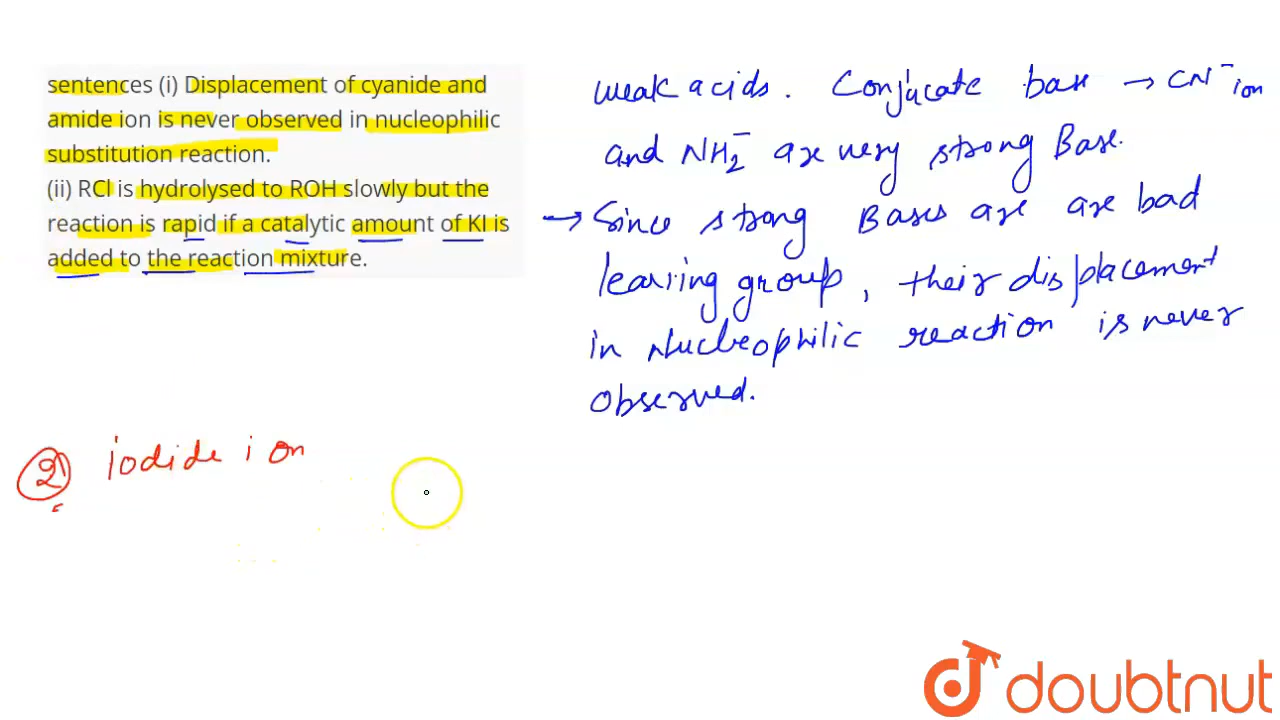 sentences (i) Displacement of cyanide and
amide ion is never observed in nucleophilic
substitution reaction.
(ii) RCl is hydrolysed to ROH slowly but the
reaction is rapid if a catalytic amount of KI is
added to the reaction mixture.
weak acids. Conjucate base → CN⁻ ion
and NH₂⁻ are very strong Base.
→ Since strong Bases are are bad
leaving group, their displacement
in Nucleophilic reaction is never
observed.
② iodide ion
doubtnut